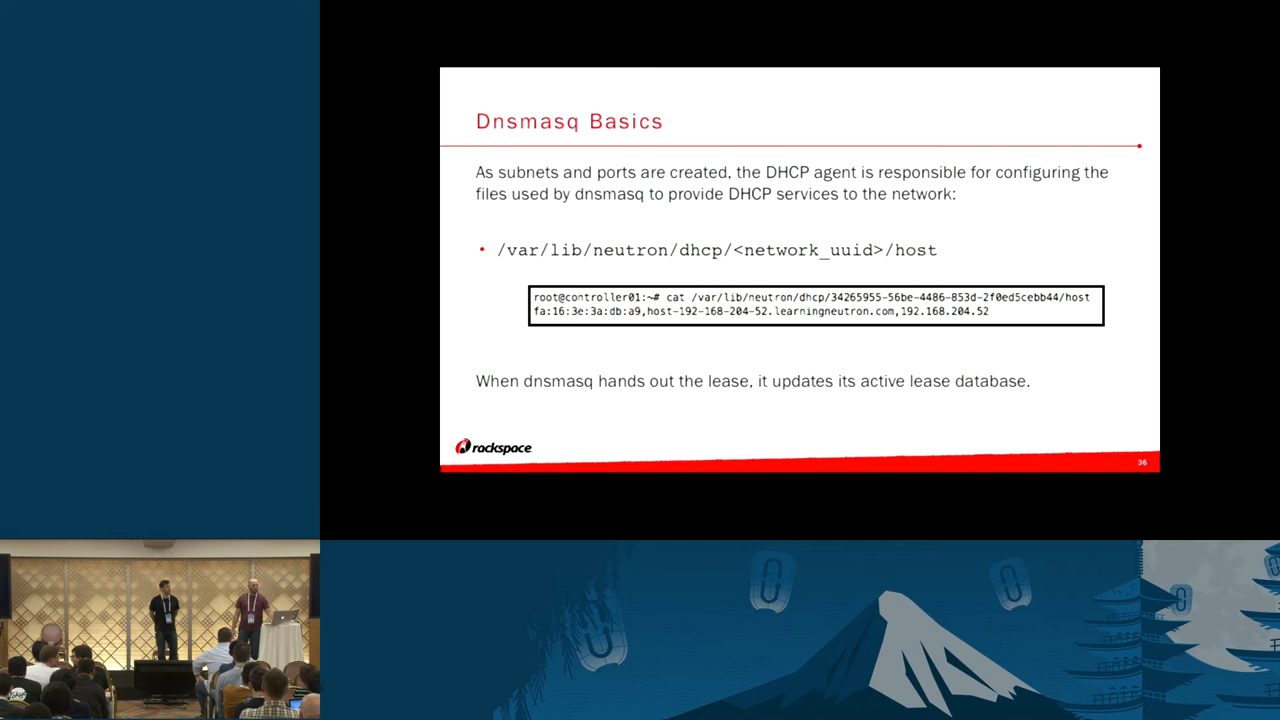 Dnsmasq Basics
As subnets and ports are created, the DHCP agent is responsible for configuring the
files used by dnsmasq to provide DHCP services to the network:
• /var/lib/neutron/dhcp/<network_uuid>/host
root@controller01:~# cat /var/lib/neutron/dhcp/34265955-56be-4486-853d-2f0ed5cebb44/host
fa:16:3e:3a:db:a9,host-192-168-204-52.learningneutron.com,192.168.204.52
When dnsmasq hands out the lease, it updates its active lease database.
rackspace
36